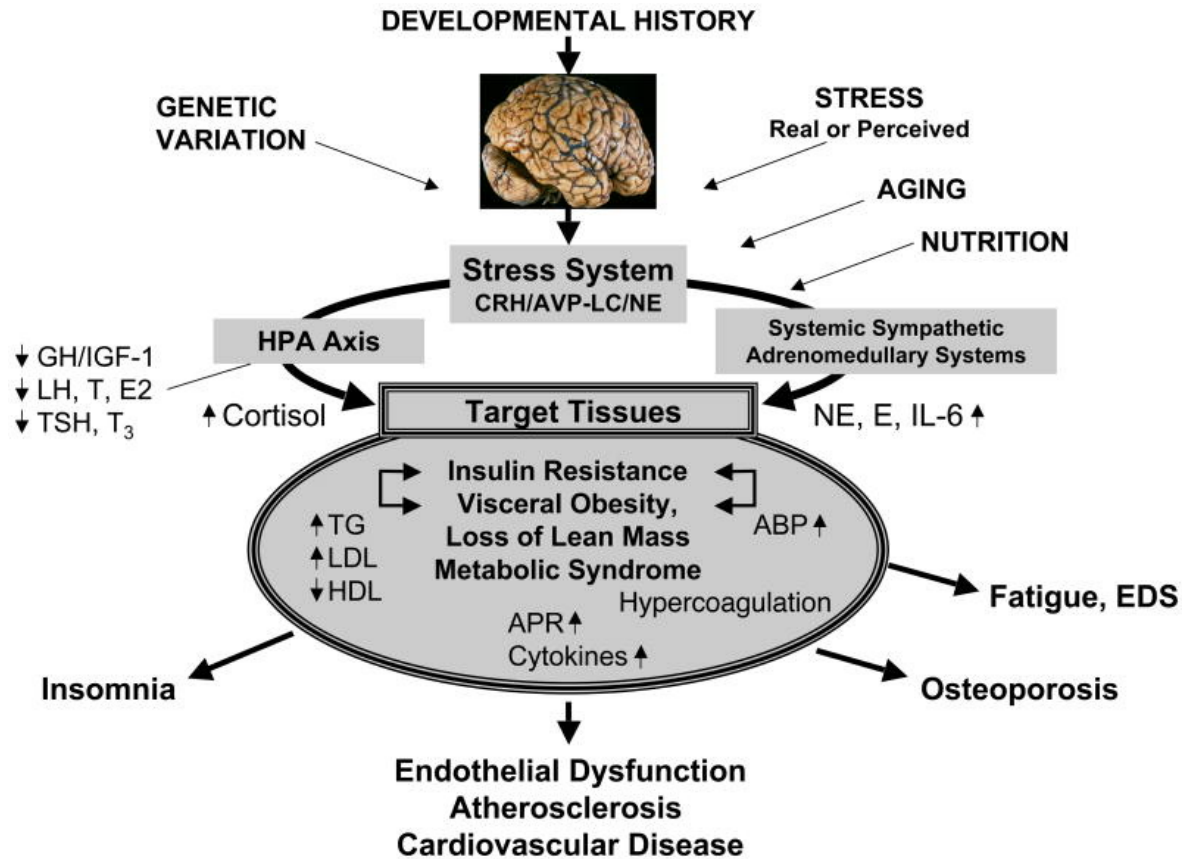 DEVELOPMENTAL HISTORY
GENETIC
VARIATION
STRESS
Real or Perceived
AGING
NUTRITION
Stress System
CRH/AVP-LC/NE
HPA Axis
Systemic Sympathetic
Adrenomedullary Systems
↓ GH/IGF-1
↓ LH, T, E2
↓ TSH, T₃
↑ Cortisol
Target Tissues
NE, E, IL-6 ↑
Insulin Resistance
Visceral Obesity,
Loss of Lean Mass
Metabolic Syndrome
↑ TG
↑ LDL
↓ HDL
ABP ↑
Hypercoagulation
APR ↑
Cytokines ↑
Fatigue, EDS
Insomnia
Osteoporosis
Endothelial Dysfunction
Atherosclerosis
Cardiovascular Disease